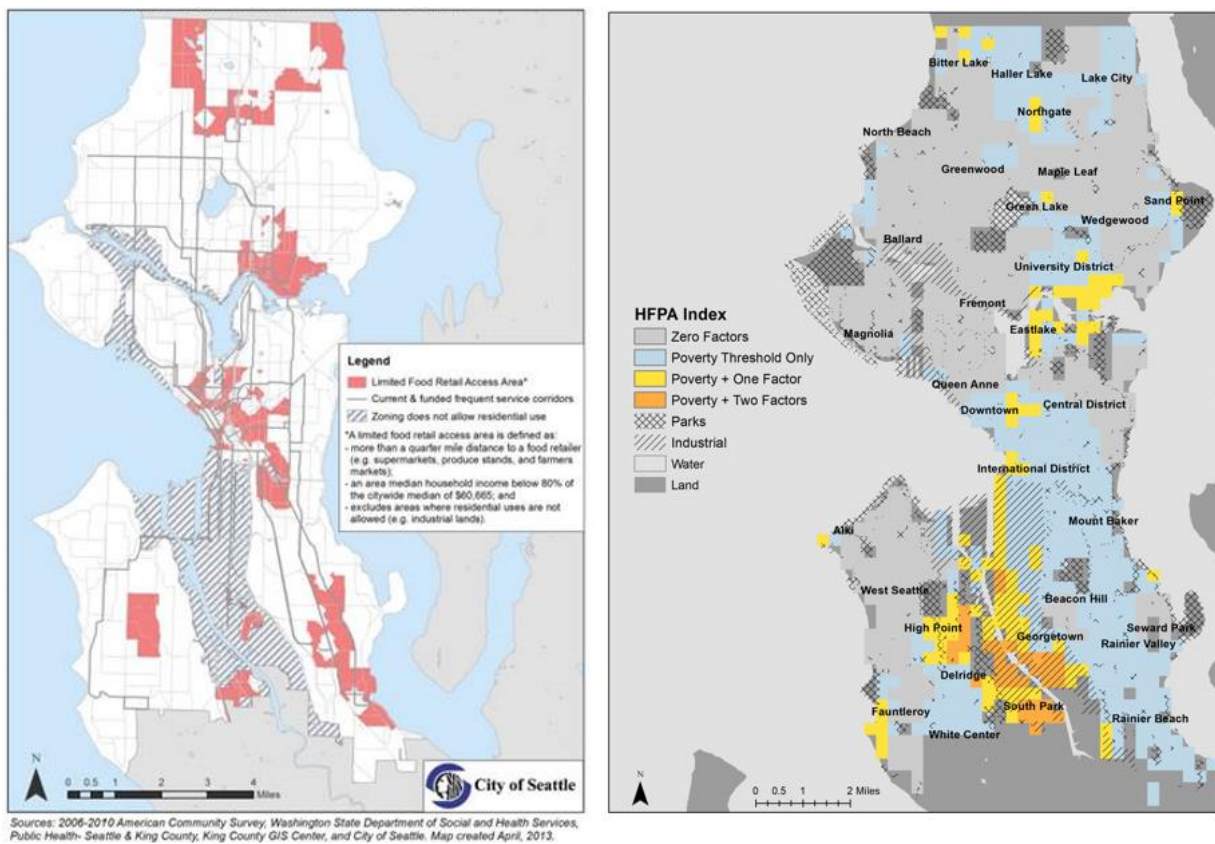 Legend
Limited Food Retail Access Area*
Current & funded frequent service corridors
Zoning does not allow residential use
*A limited food retail access area is defined as:
- more than a quarter mile distance to a food retailer
(e.g. supermarkets, produce stands, and farmers
markets);
- an area median household income below 80% of
the citywide median of $60,665; and
- excludes areas where residential uses are not
allowed (e.g. industrial lands).
N
0 0.5 1 2 3 4
Miles
City of Seattle
Sources: 2006-2010 American Community Survey, Washington State Department of Social and Health Services,
Public Health- Seattle & King County, King County GIS Center, and City of Seattle. Map created April, 2013.
Bitter Lake
Haller Lake
Lake City
Northgate
North Beach
Greenwood
Maple Leaf
Green Lake
Sand Point
Wedgewood
Ballard
University District
Fremont
Eastlake
Magnolia
Queen Anne
Downtown
Central District
International District
Mount Baker
Alki
West Seattle
Beacon Hill
High Point
Georgetown
Seward Park
Rainier Valley
Delridge
South Park
Fauntleroy
Rainier Beach
White Center
HFPA Index
Zero Factors
Poverty Threshold Only
Poverty + One Factor
Poverty + Two Factors
Parks
Industrial
Water
Land
N
0 0.5 1 2 Miles